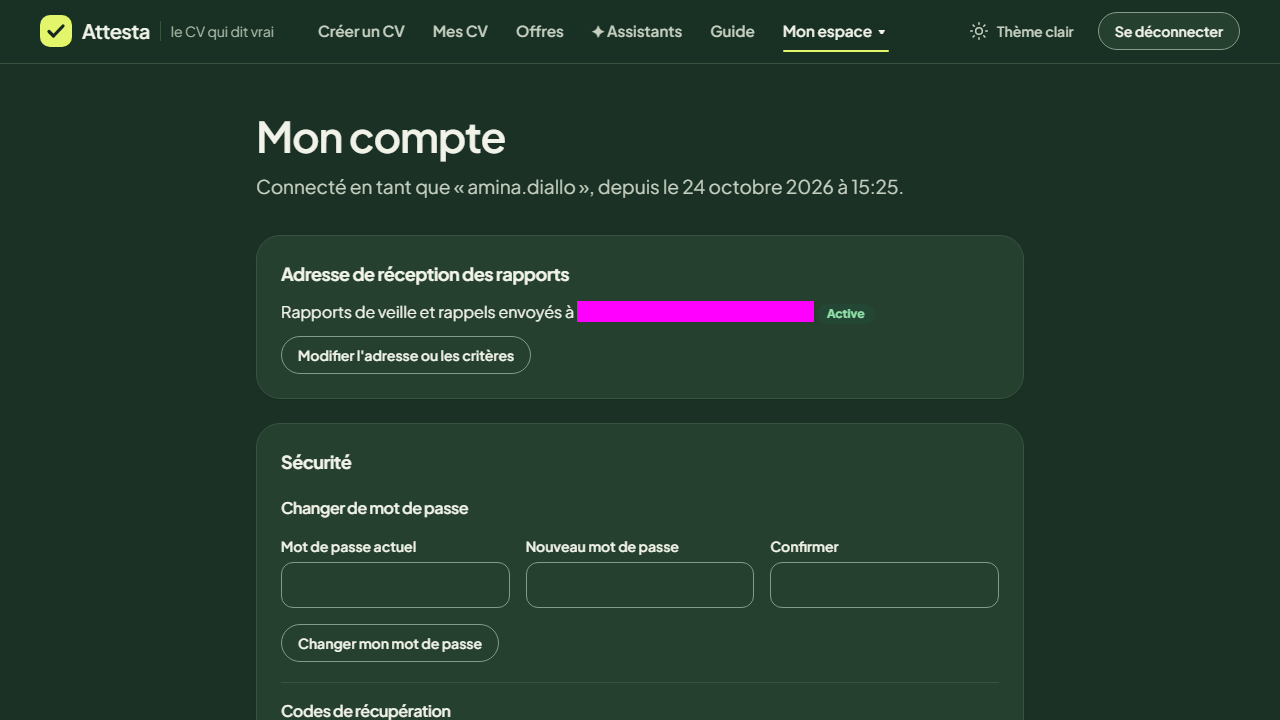 Attesta
le CV qui dit vrai
Créer un CV
Mes CV
Offres
Assistants
Guide
Mon espace
Thème clair
Se déconnecter
Mon compte
Connecté en tant que « amina.diallo », depuis le 24 octobre 2026 à 15:25.
Adresse de réception des rapports
Rapports de veille et rappels envoyés à
Active
Modifier l'adresse ou les critères
Sécurité
Changer de mot de passe
Mot de passe actuel
Nouveau mot de passe
Confirmer
Changer mon mot de passe
Codes de récupération